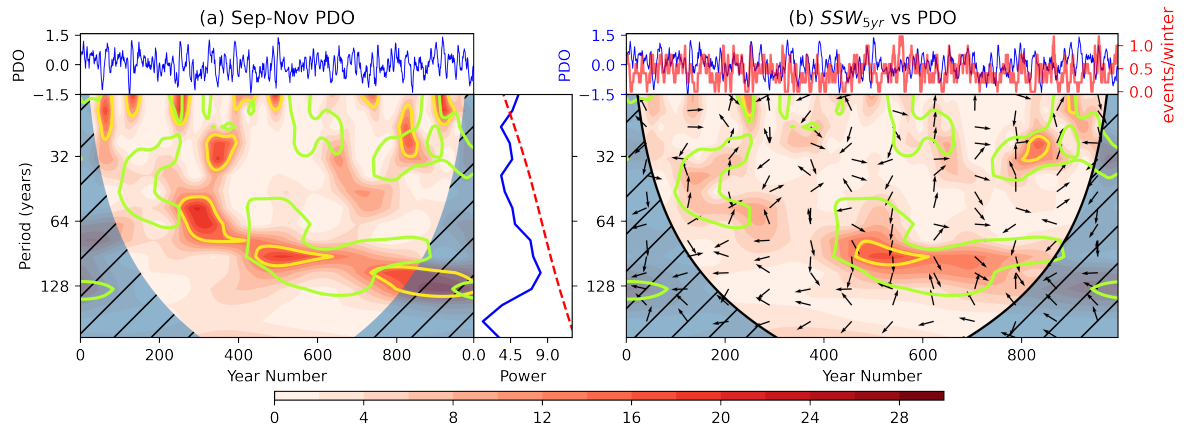 (a) Sep-Nov PDO
(b) SSW5yr vs PDO
1.5
0.0
−1.5
PDO
1.5
0.0
−1.5
PDO
1.0
0.5
0.0
events/winter
32
64
128
Period (years)
0 200 400 600 800
Year Number
0.0 4.5 9.0
Power
32
64
128
0 200 400 600 800
Year Number
0 4 8 12 16 20 24 28